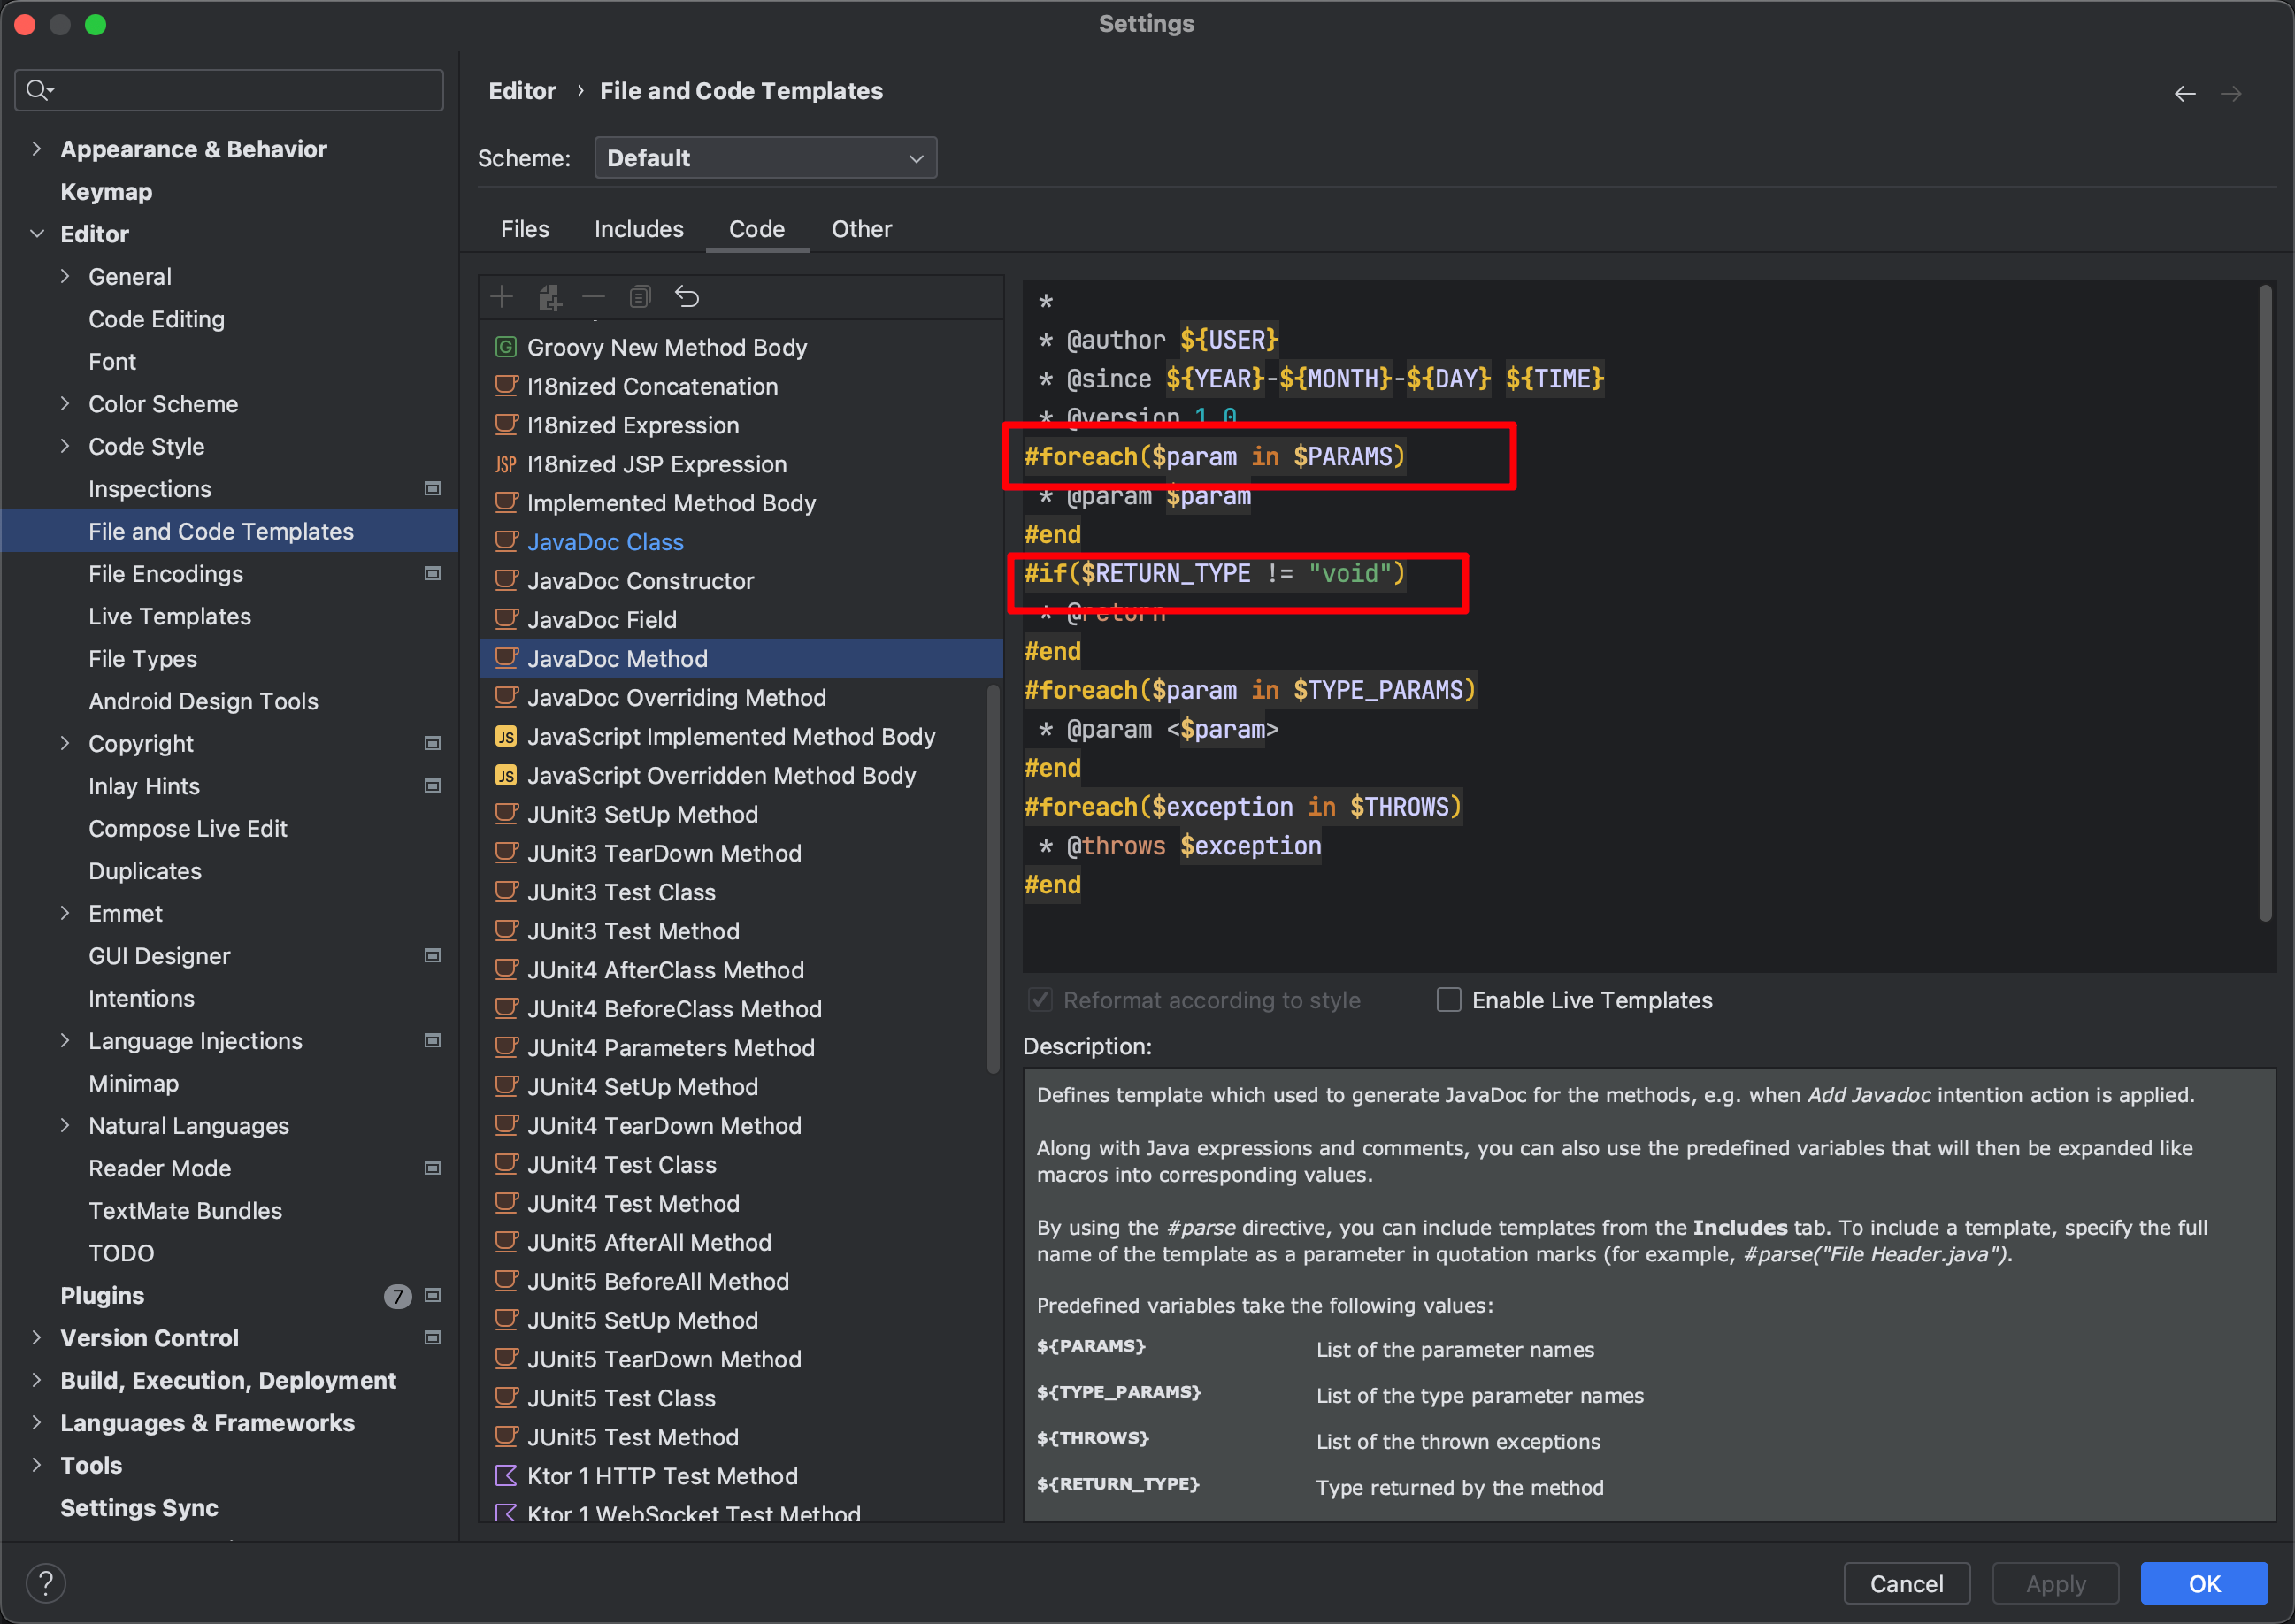 Settings
Appearance & Behavior
Keymap
Editor
General
Code Editing
Font
Color Scheme
Code Style
Inspections
File and Code Templates
File Encodings
Live Templates
File Types
Android Design Tools
Copyright
Inlay Hints
Compose Live Edit
Duplicates
Emmet
GUI Designer
Intentions
Language Injections
Minimap
Natural Languages
Reader Mode
TextMate Bundles
TODO
Plugins 7
Version Control
Build, Execution, Deployment
Languages & Frameworks
Tools
Settings Sync
Editor › File and Code Templates
Scheme: Default
Files Includes Code Other
Groovy New Method Body
I18nized Concatenation
I18nized Expression
JSP I18nized JSP Expression
Implemented Method Body
JavaDoc Class
JavaDoc Constructor
JavaDoc Field
JavaDoc Method
JavaDoc Overriding Method
JS JavaScript Implemented Method Body
JS JavaScript Overridden Method Body
JUnit3 SetUp Method
JUnit3 TearDown Method
JUnit3 Test Class
JUnit3 Test Method
JUnit4 AfterClass Method
JUnit4 BeforeClass Method
JUnit4 Parameters Method
JUnit4 SetUp Method
JUnit4 TearDown Method
JUnit4 Test Class
JUnit4 Test Method
JUnit5 AfterAll Method
JUnit5 BeforeAll Method
JUnit5 SetUp Method
JUnit5 TearDown Method
JUnit5 Test Class
JUnit5 Test Method
Ktor 1 HTTP Test Method
Ktor 1 WebSocket Test Method
*
* @author ${USER}
* @since ${YEAR}-${MONTH}-${DAY} ${TIME}
* @version 1.0
#foreach($param in $PARAMS)
* @param $param
#end
#if($RETURN_TYPE != "void")
* @return
#end
#foreach($param in $TYPE_PARAMS)
* @param <$param>
#end
#foreach($exception in $THROWS)
* @throws $exception
#end
Reformat according to style Enable Live Templates
Description:
Defines template which used to generate JavaDoc for the methods, e.g. when Add Javadoc intention action is applied.
Along with Java expressions and comments, you can also use the predefined variables that will then be expanded like
macros into corresponding values.
By using the #parse directive, you can include templates from the Includes tab. To include a template, specify the full
name of the template as a parameter in quotation marks (for example, #parse("File Header.java").
Predefined variables take the following values:
${PARAMS} List of the parameter names
${TYPE_PARAMS} List of the type parameter names
${THROWS} List of the thrown exceptions
${RETURN_TYPE} Type returned by the method
? Cancel Apply OK